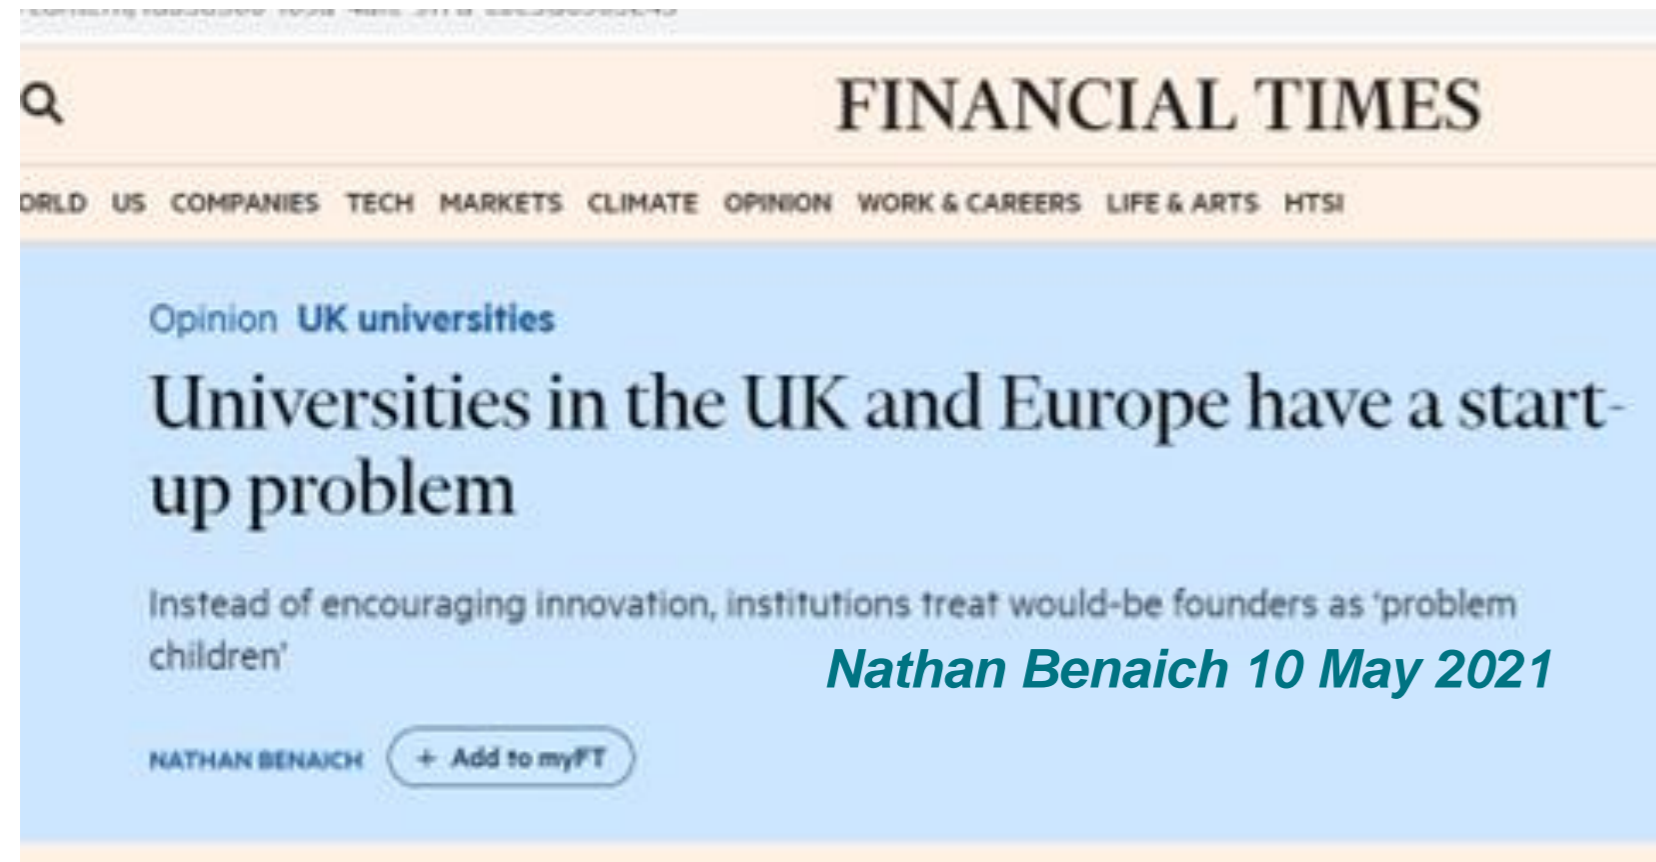 FINANCIAL TIMES
ORLD US COMPANIES TECH MARKETS CLIMATE OPINION WORK & CAREERS LIFE & ARTS HTSI
Opinion UK universities
Universities in the UK and Europe have a start-
up problem
Instead of encouraging innovation, institutions treat would-be founders as ‘problem
children’
Nathan Benaich 10 May 2021
NATHAN BENAICH + Add to myFT